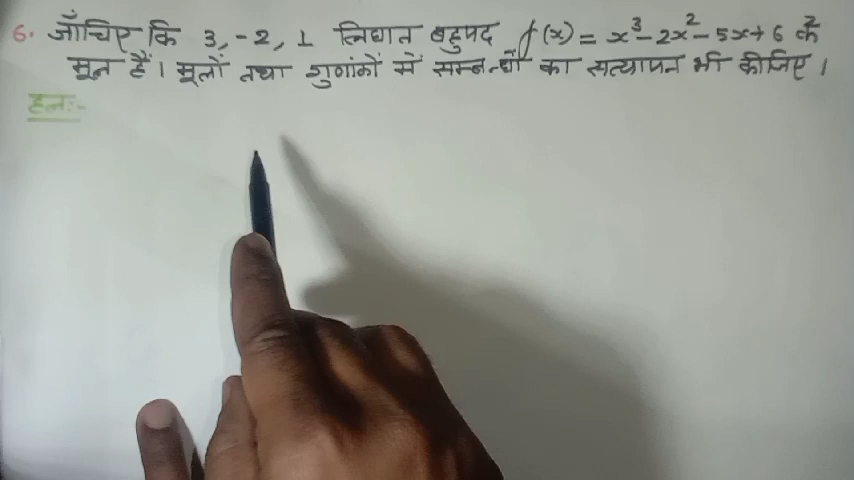 6. जाँचिए कि 3, -2, 1 त्रिघात बहुपद f(x) = x³ - 2x² - 5x + 6 के
मूल हैं। मूलों तथा गुणांकों में सम्बन्धों का सत्यापन भी कीजिए।
हल:-